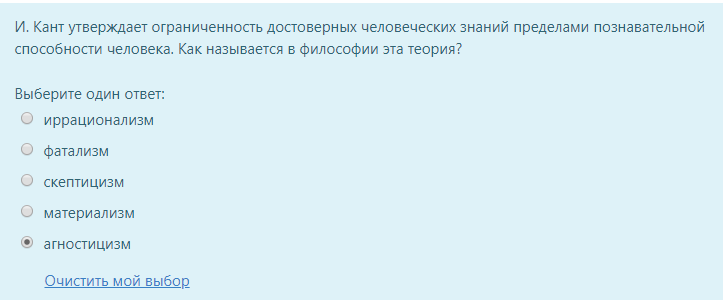 И. Кант утверждает ограниченность достоверных человеческих знаний пределами познавательной
способности человека. Как называется в философии эта теория?
Выберите один ответ:
иррационализм
фатализм
скептицизм
материализм
агностицизм
Очистить мой выбор